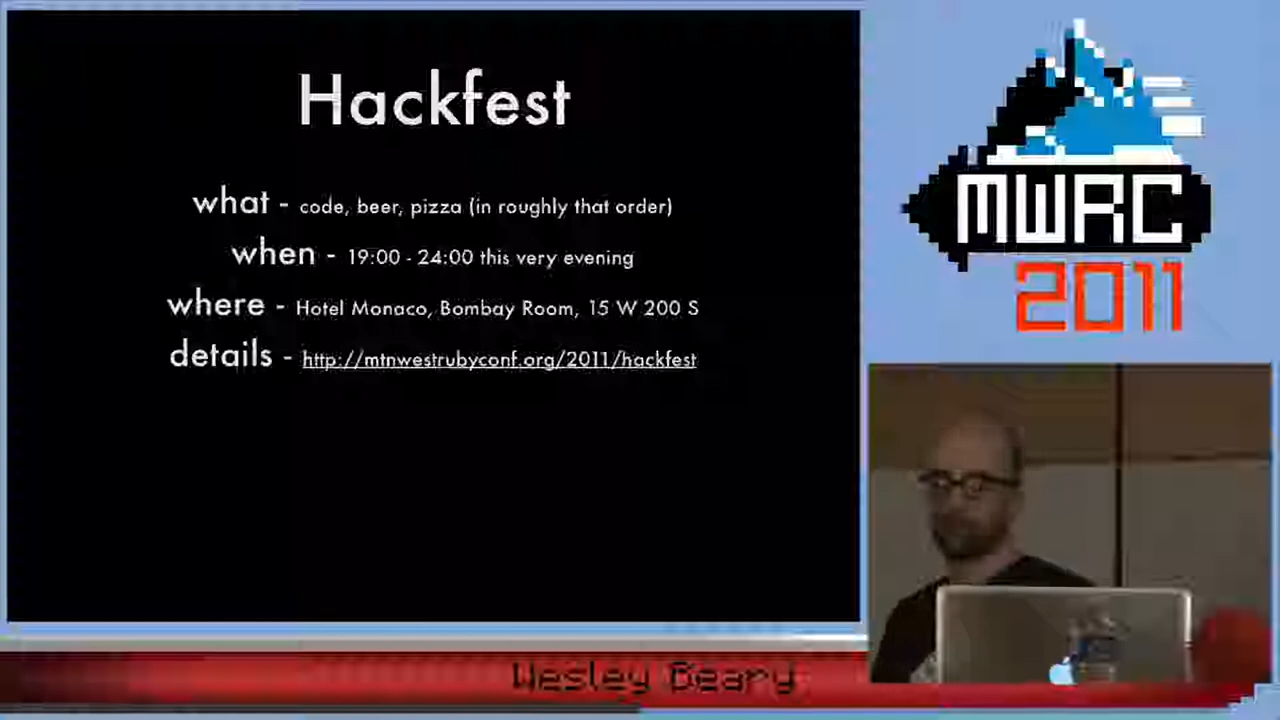 Hackfest
what - code, beer, pizza (in roughly that order)
when - 19:00 - 24:00 this very evening
where - Hotel Monaco, Bombay Room, 15 W 200 S
details - http://mtnwestrubyconf.org/2011/hackfest
MWRC
2011
Wesley Beary